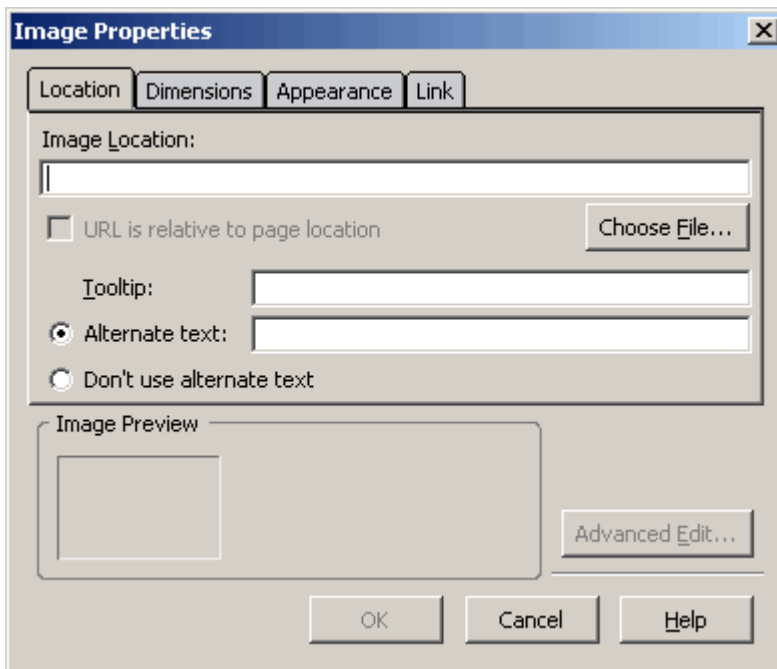 Image Properties
Location Dimensions Appearance Link
Image Location:
URL is relative to page location Choose File...
Tooltip:
Alternate text:
Don't use alternate text
Image Preview
Advanced Edit...
OK Cancel Help